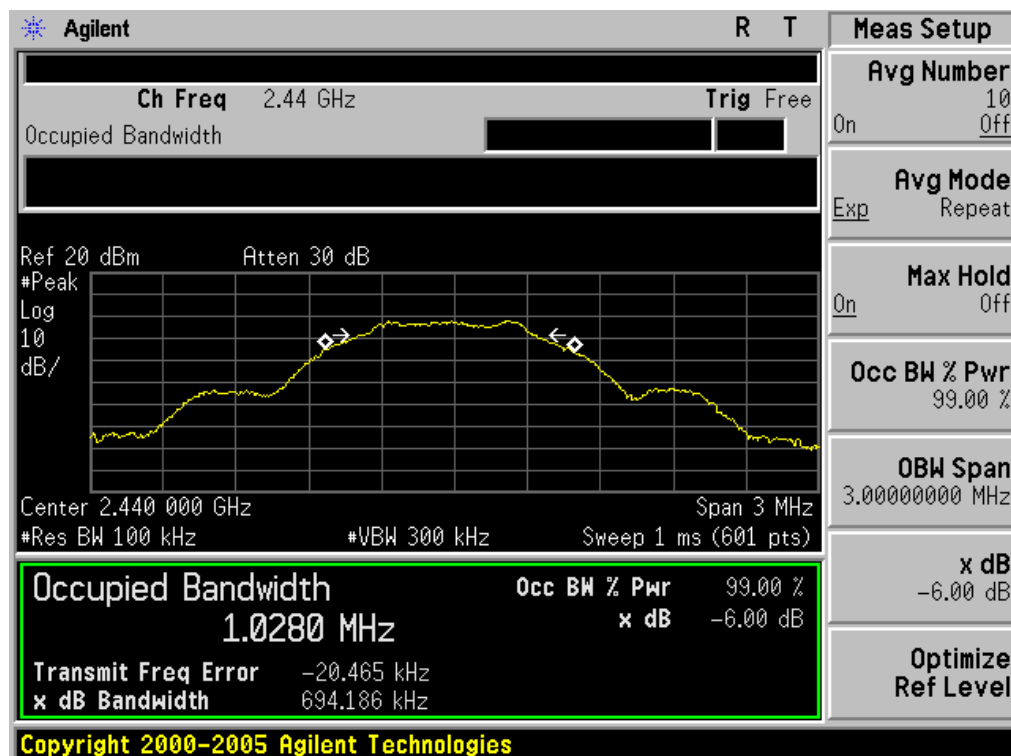 Agilent R T
Ch Freq 2.44 GHz Trig Free
Occupied Bandwidth
Ref 20 dBm Atten 30 dB
#Peak
Log
10
dB/
Center 2.440 000 GHz Span 3 MHz
#Res BW 100 kHz #VBW 300 kHz Sweep 1 ms (601 pts)
Occupied Bandwidth Occ BW % Pwr 99.00 %
1.0280 MHz x dB -6.00 dB
Transmit Freq Error -20.465 kHz
x dB Bandwidth 694.186 kHz
Copyright 2000-2005 Agilent Technologies
Meas Setup
Avg Number
10
On Off
Avg Mode
Exp Repeat
Max Hold
On Off
Occ BW % Pwr
99.00 %
OBW Span
3.00000000 MHz
x dB
-6.00 dB
Optimize
Ref Level